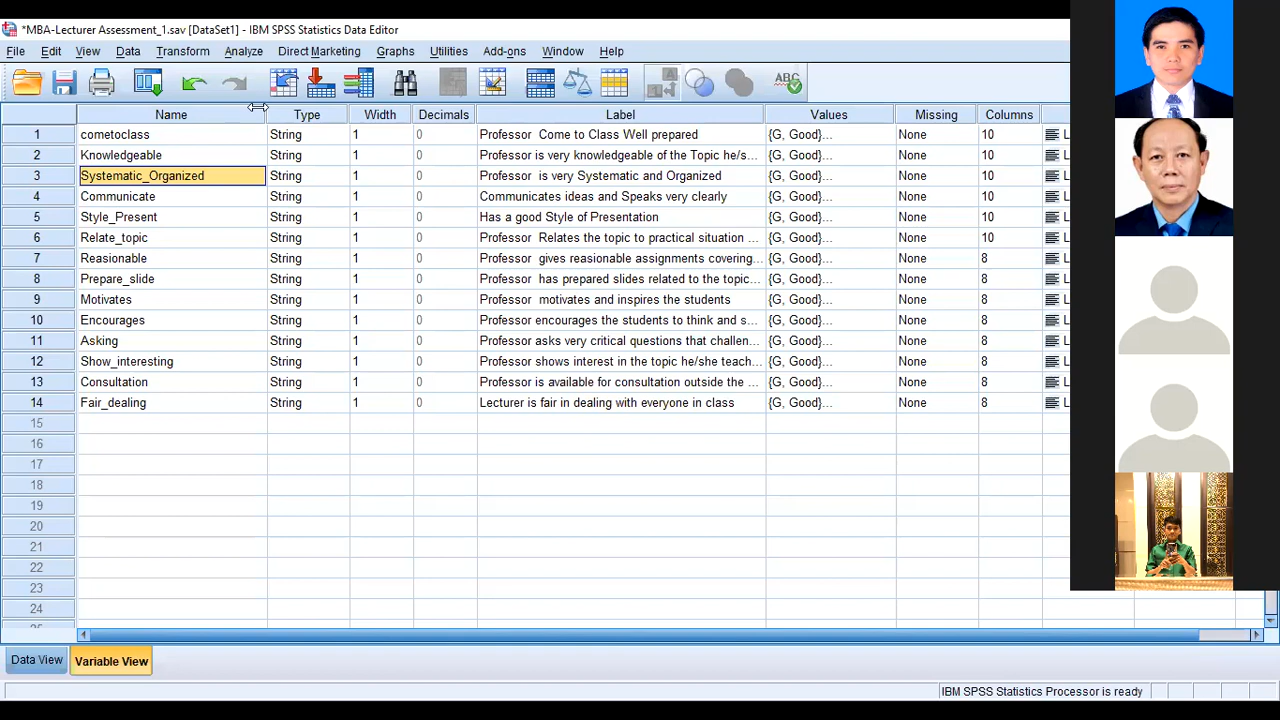 *MBA-Lecturer Assessment_1.sav [DataSet1] - IBM SPSS Statistics Data Editor
File Edit View Data Transform Analyze Direct Marketing Graphs Utilities Add-ons Window Help
Name Type Width Decimals Label Values Missing Columns
1 cometoclass String 1 0 Professor Come to Class Well prepared {G, Good}... None 10 L
2 Knowledgeable String 1 0 Professor is very knowledgeable of the Topic he/s... {G, Good}... None 10 L
3 Systematic_Organized String 1 0 Professor is very Systematic and Organized {G, Good}... None 10 L
4 Communicate String 1 0 Communicates ideas and Speaks very clearly {G, Good}... None 10 L
5 Style_Present String 1 0 Has a good Style of Presentation {G, Good}... None 10 L
6 Relate_topic String 1 0 Professor Relates the topic to practical situation ... {G, Good}... None 10 L
7 Reasionable String 1 0 Professor gives reasionable assignments covering... {G, Good}... None 8 L
8 Prepare_slide String 1 0 Professor has prepared slides related to the topic... {G, Good}... None 8 L
9 Motivates String 1 0 Professor motivates and inspires the students {G, Good}... None 8 L
10 Encourages String 1 0 Professor encourages the students to think and s... {G, Good}... None 8 L
11 Asking String 1 0 Professor asks very critical questions that challen... {G, Good}... None 8 L
12 Show_interesting String 1 0 Professor shows interest in the topic he/she teach... {G, Good}... None 8 L
13 Consultation String 1 0 Professor is available for consultation outside the ... {G, Good}... None 8 L
14 Fair_dealing String 1 0 Lecturer is fair in dealing with everyone in class {G, Good}... None 8 L
15
16
17
18
19
20
21
22
23
24
Data View Variable View
IBM SPSS Statistics Processor is ready